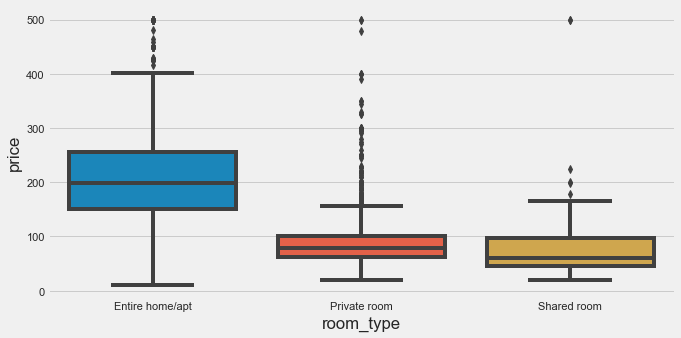 500
400
300
200
100
0
price
Entire home/apt
Private room
Shared room
room_type